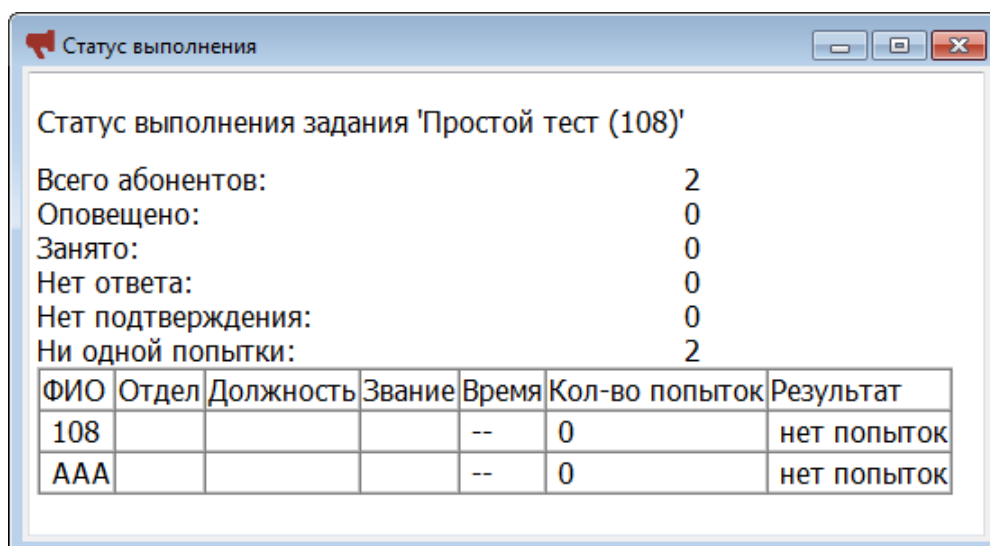 Статус выполнения
Статус выполнения задания 'Простой тест (108)'
Всего абонентов: 2
Оповещено: 0
Занято: 0
Нет ответа: 0
Нет подтверждения: 0
Ни одной попытки: 2
ФИО Отдел Должность Звание Время Кол-во попыток Результат
108 -- 0 нет попыток
ААА -- 0 нет попыток